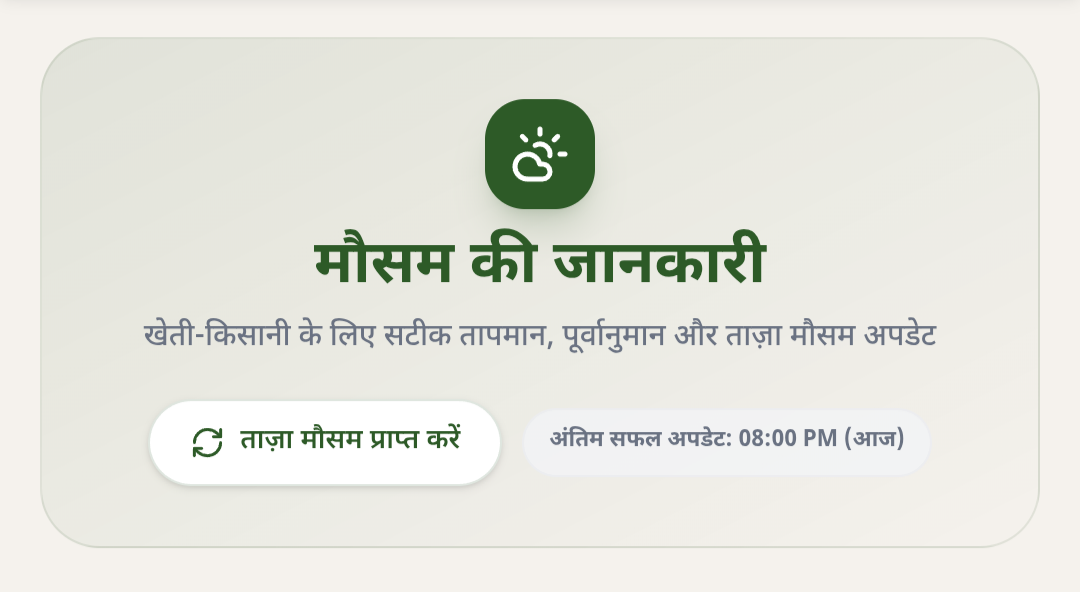 मौसम की जानकारी
खेती-किसानी के लिए सटीक तापमान, पूर्वानुमान और ताज़ा मौसम अपडेट
ताज़ा मौसम प्राप्त करें
अंतिम सफल अपडेट: 08:00 PM (आज)